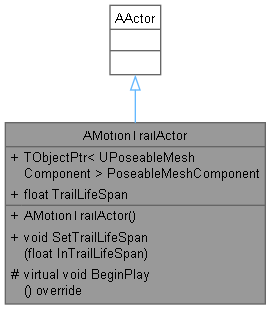 AActor
AMotionTrailActor
+ TObjectPtr< UPoseableMesh
Component > PoseableMeshComponent
+ float TrailLifeSpan
+ AMotionTrailActor()
+ void SetTrailLifeSpan
(float InTrailLifeSpan)
# virtual void BeginPlay
() override